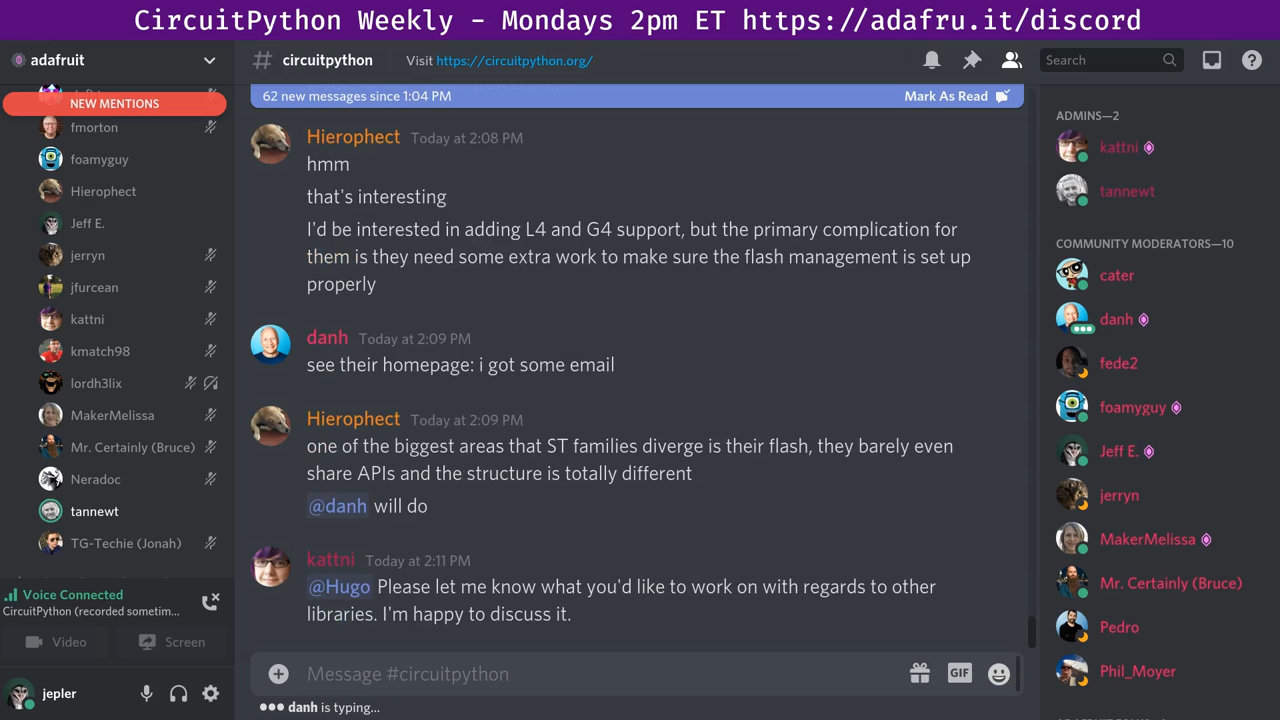 CircuitPython Weekly - Mondays 2pm ET https://adafru.it/discord
adafruit
NEW MENTIONS
fmorton
foamyguy
Hierophect
Jeff E.
jerryn
jfurcean
kattni
kmatch98
lordh3lix
MakerMelissa
Mr. Certainly (Bruce)
Neradoc
tannewt
TG-Techie (Jonah)
Voice Connected
CircuitPython (recorded sometim...
Video
Screen
jepler
# circuitpython
Visit https://circuitpython.org/
Search
62 new messages since 1:04 PM
Mark As Read
Hierophect Today at 2:08 PM
hmm
that's interesting
I'd be interested in adding L4 and G4 support, but the primary complication for
them is they need some extra work to make sure the flash management is set up
properly
danh Today at 2:09 PM
see their homepage: i got some email
Hierophect Today at 2:09 PM
one of the biggest areas that ST families diverge is their flash, they barely even
share APIs and the structure is totally different
@danh will do
kattni Today at 2:11 PM
@Hugo Please let me know what you'd like to work on with regards to other
libraries. I'm happy to discuss it.
Message #circuitpython
GIF
danh is typing...
ADMINS—2
kattni
tannewt
COMMUNITY MODERATORS—10
cater
danh
fede2
foamyguy
Jeff E.
jerryn
MakerMelissa
Mr. Certainly (Bruce)
Pedro
Phil_Moyer